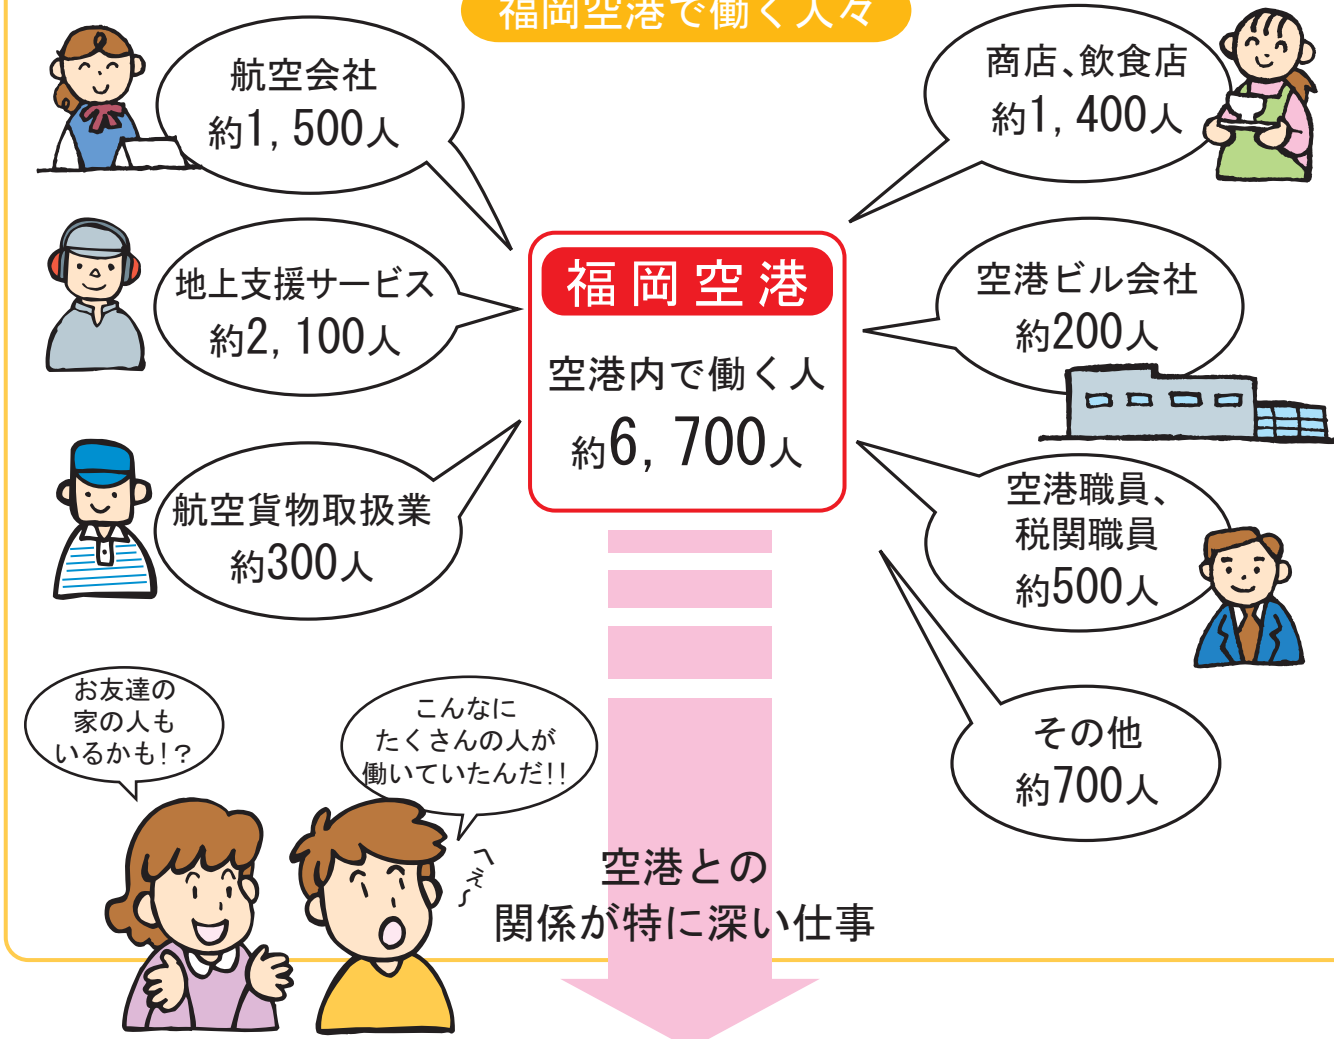 福岡空港で働く人々
航空会社
約1,500人
商店、飲食店
約1,400人
地上支援サービス
約2,100人
福岡空港
空港内で働く人
約6,700人
空港ビル会社
約200人
航空貨物取扱業
約300人
空港職員、
税関職員
約500人
その他
約700人
お友達の
家の人も
いるかも!?
こんなに
たくさんの人が
働いていたんだ!!
へぇ~
空港との
関係が特に深い仕事